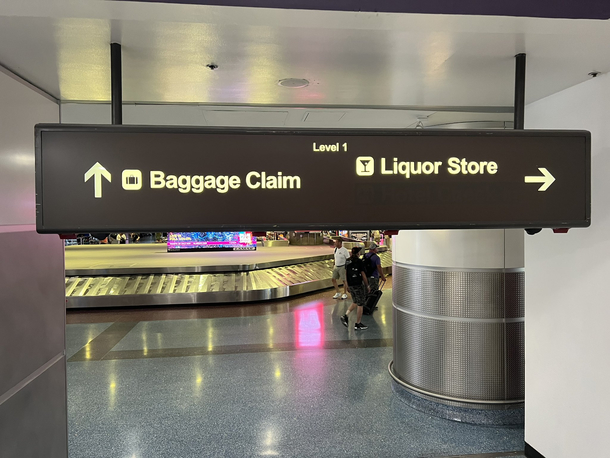 Level 1
Baggage Claim
Liquor Store